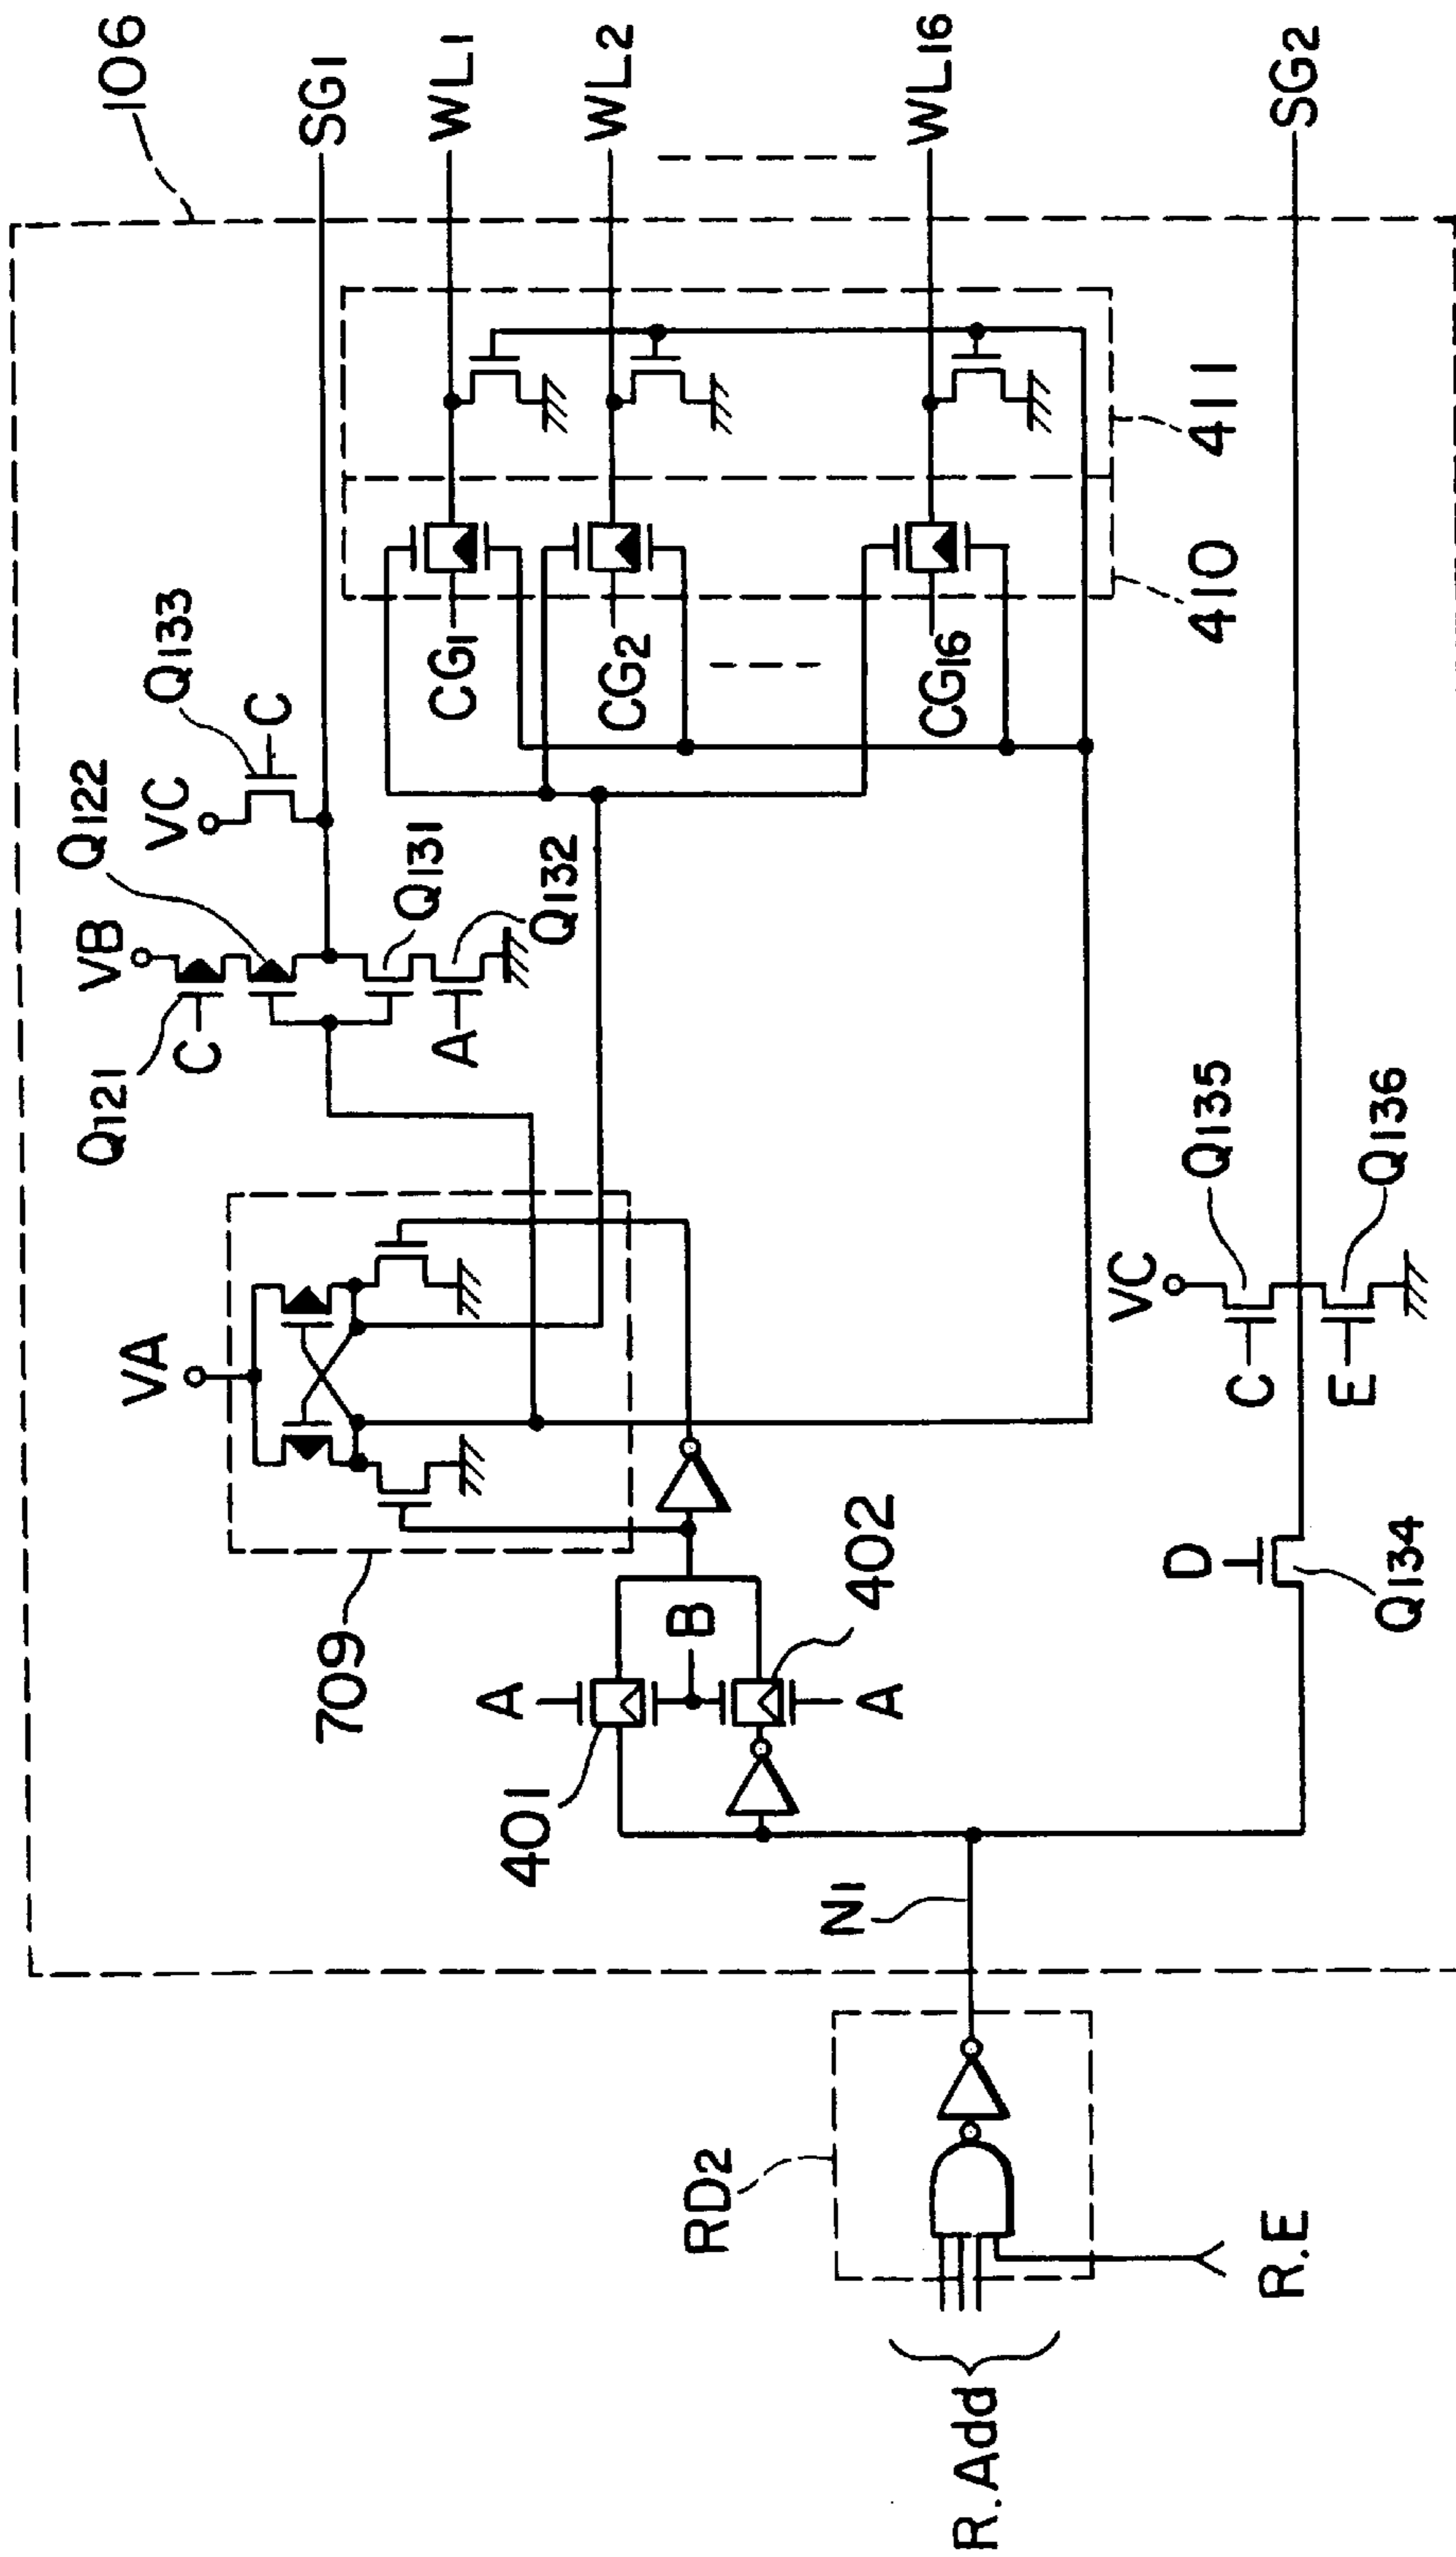 106
SG1
WL1
WL2
WL16
SG2
Q133
C
VC
Q122
VB
Q121
C
Q131
Q132
A
CG1
CG2
CG16
411
410
VA
709
A
401
B
402
A
N1
VC
Q135
Q136
C
E
D
Q134
RD2
R.E
R.Add